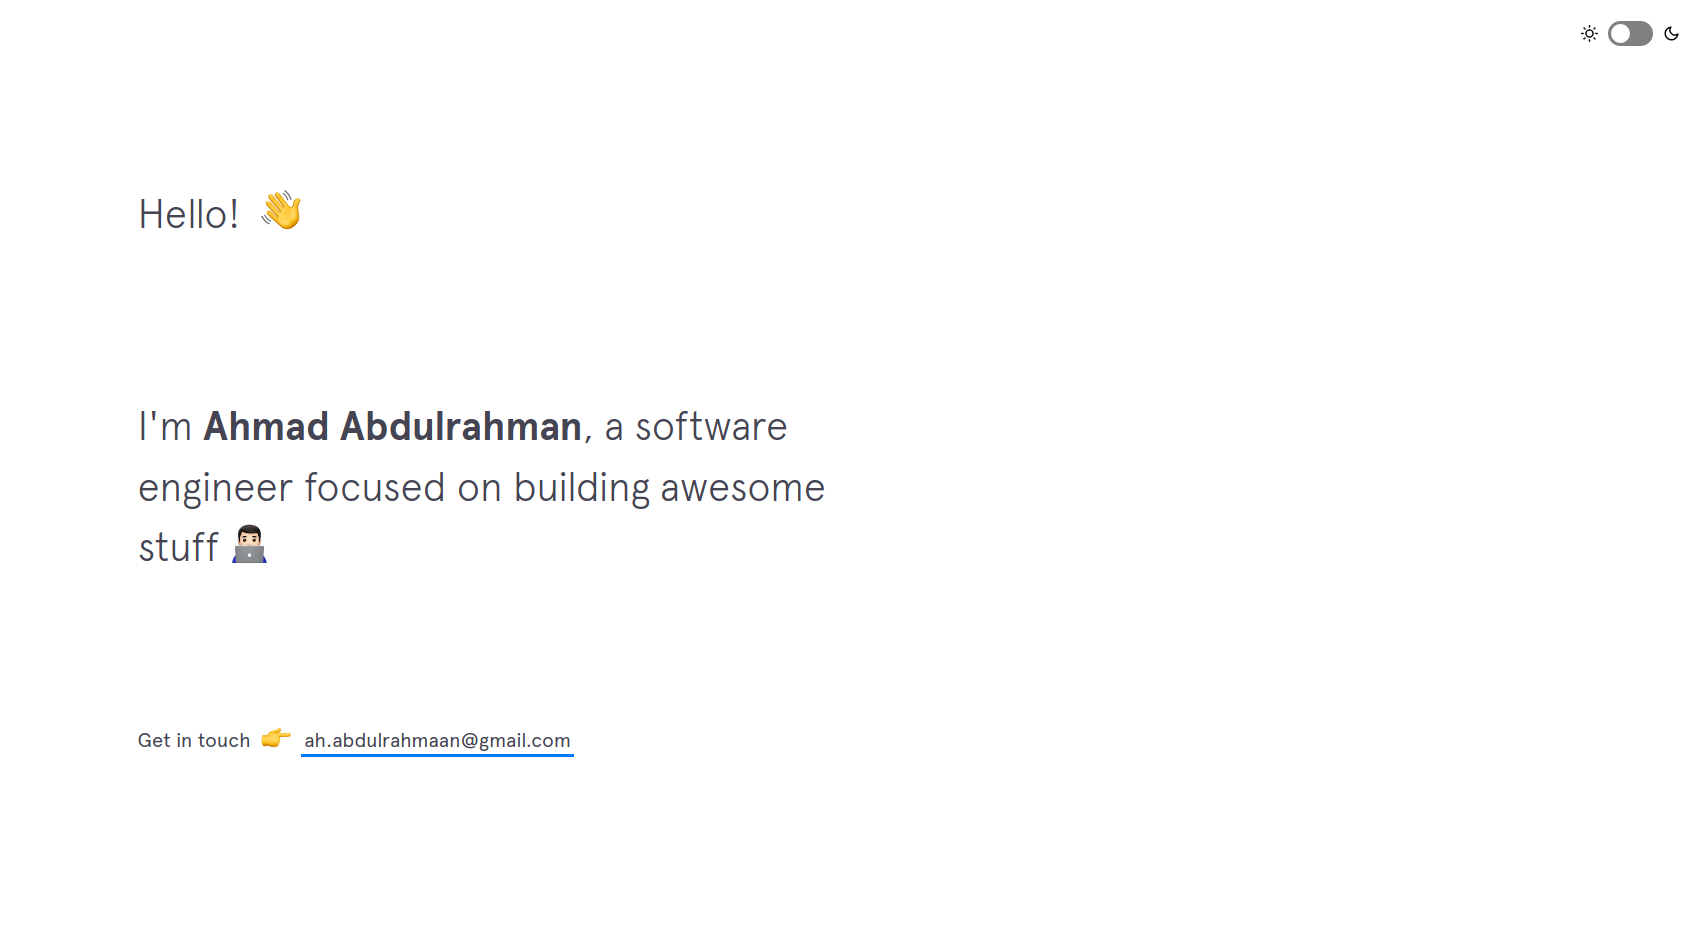 Hello! 👋
I'm Ahmad Abdulrahman, a software
engineer focused on building awesome
stuff 👨🏻‍💻
Get in touch 👉 ah.abdulrahmaan@gmail.com